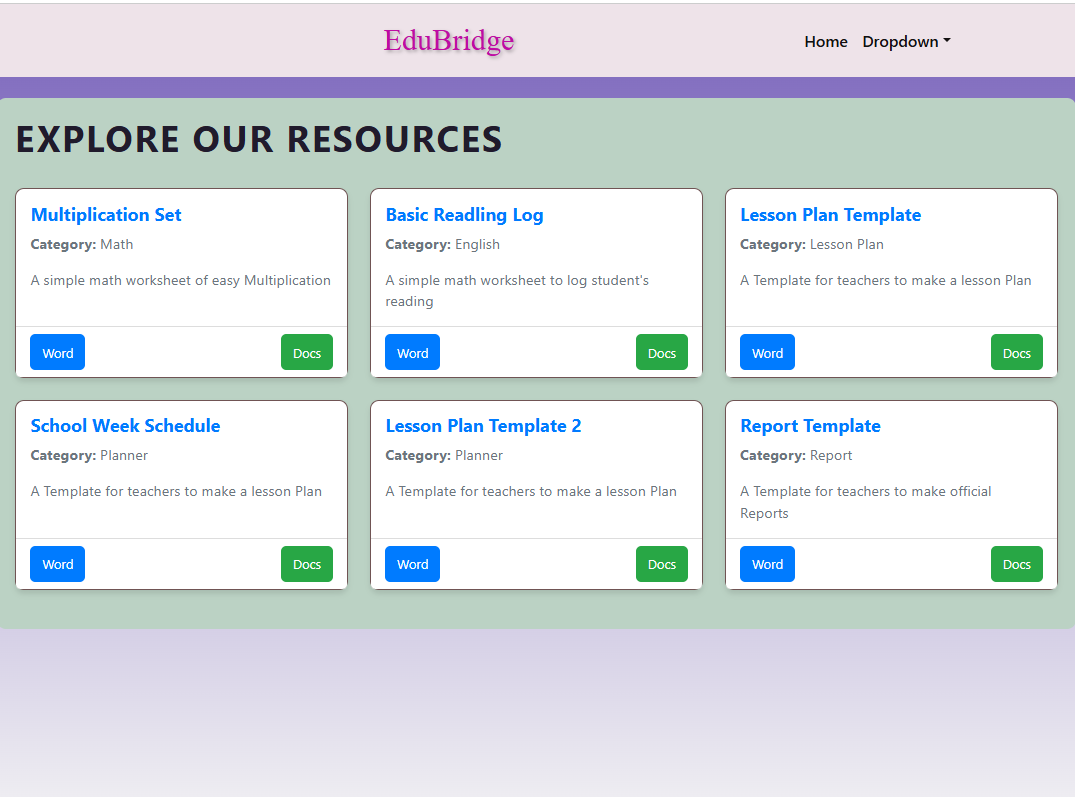 EduBridge
Home Dropdown
EXPLORE OUR RESOURCES
Multiplication Set
Category: Math
A simple math worksheet of easy Multiplication
Word Docs
Basic Readling Log
Category: English
A simple math worksheet to log student's
reading
Word Docs
Lesson Plan Template
Category: Lesson Plan
A Template for teachers to make a lesson Plan
Word Docs
School Week Schedule
Category: Planner
A Template for teachers to make a lesson Plan
Word Docs
Lesson Plan Template 2
Category: Planner
A Template for teachers to make a lesson Plan
Word Docs
Report Template
Category: Report
A Template for teachers to make official
Reports
Word Docs